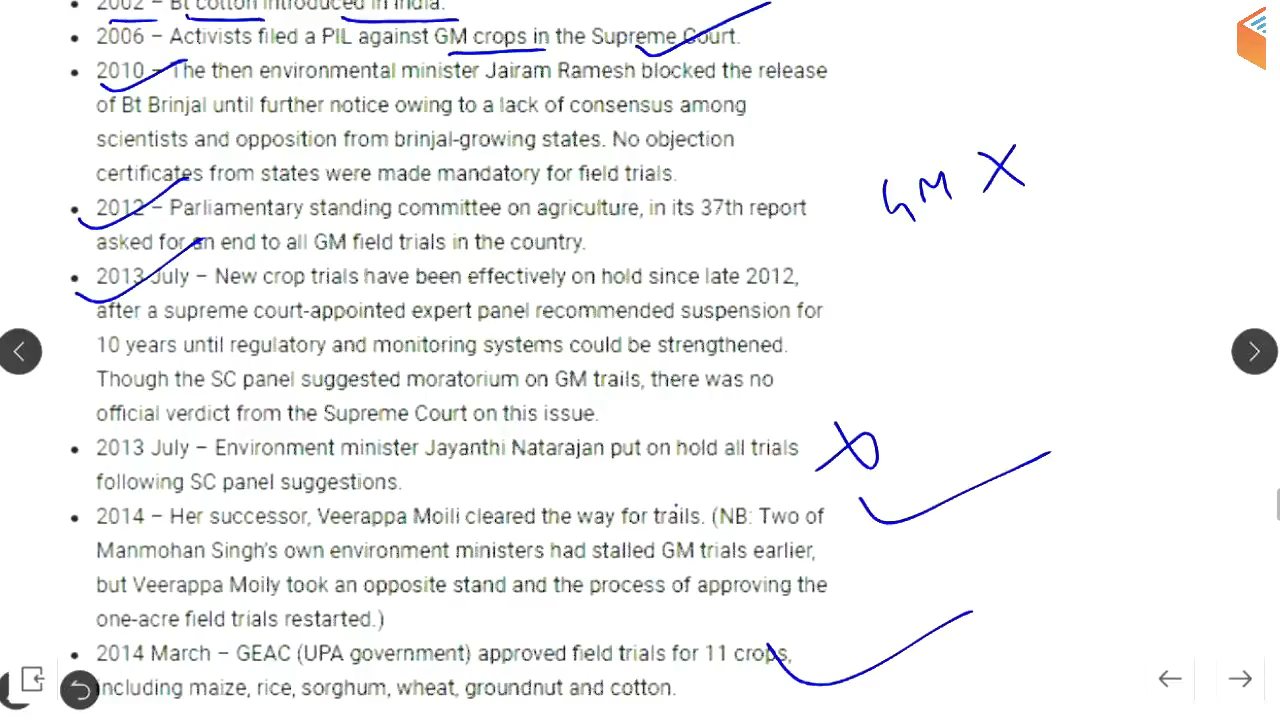 2002 – Bt cotton introduced in India.
2006 – Activists filed a PIL against GM crops in the Supreme Court.
2010 – The then environmental minister Jairam Ramesh blocked the release
of Bt Brinjal until further notice owing to a lack of consensus among
scientists and opposition from brinjal-growing states. No objection
certificates from states were made mandatory for field trials.
GM X
2012 – Parliamentary standing committee on agriculture, in its 37th report
asked for an end to all GM field trials in the country.
2013 July – New crop trials have been effectively on hold since late 2012,
after a supreme court-appointed expert panel recommended suspension for
10 years until regulatory and monitoring systems could be strengthened.
Though the SC panel suggested moratorium on GM trails, there was no
official verdict from the Supreme Court on this issue.
2013 July – Environment minister Jayanthi Natarajan put on hold all trials
following SC panel suggestions.
2014 – Her successor, Veerappa Moili cleared the way for trails. (NB: Two of
Manmohan Singh's own environment ministers had stalled GM trials earlier,
but Veerappa Moily took an opposite stand and the process of approving the
one-acre field trials restarted.)
2014 March – GEAC (UPA government) approved field trials for 11 crops,
including maize, rice, sorghum, wheat, groundnut and cotton.